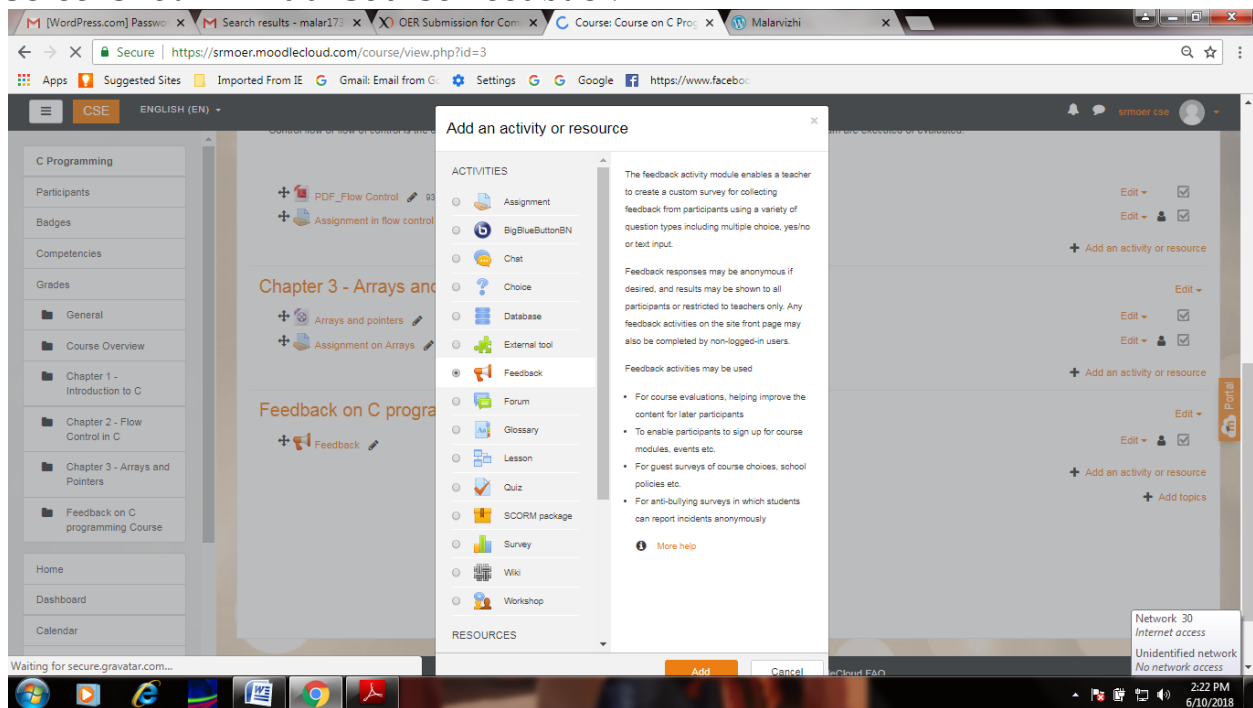 [WordPress.com] Passwo
Search results - malar173
OER Submission for Com
Course: Course on C Prog
Malarvizhi
Secure | https://srmoer.moodlecloud.com/course/view.php?id=3
Apps Suggested Sites Imported From IE Gmail: Email from Go Settings Google https://www.faceboo
CSE ENGLISH (EN)
srmoer cse
C Programming
Participants
Badges
Competencies
Grades
General
Course Overview
Chapter 1 -
Introduction to C
Chapter 2 - Flow
Control in C
Chapter 3 - Arrays and
Pointers
Feedback on C
programming Course
Home
Dashboard
Calendar
PDF_Flow Control 93
Assignment in flow control
Chapter 3 - Arrays and
Arrays and pointers
Assignment on Arrays
Feedback on C progra
Feedback
Add an activity or resource
×
ACTIVITIES
Assignment
BigBlueButtonBN
Chat
Choice
Database
External tool
Feedback
Forum
Glossary
Lesson
Quiz
SCORM package
Survey
Wiki
Workshop
RESOURCES
The feedback activity module enables a teacher
to create a custom survey for collecting
feedback from participants using a variety of
question types including multiple choice, yes/no
or text input.
Feedback responses may be anonymous if
desired, and results may be shown to all
participants or restricted to teachers only. Any
feedback activities on the site front page may
also be completed by non-logged-in users.
Feedback activities may be used
• For course evaluations, helping improve the
content for later participants
• To enable participants to sign up for course
modules, events etc.
• For guest surveys of course choices, school
policies etc.
• For anti-bullying surveys in which students
can report incidents anonymously
More help
Add Cancel
Edit
Edit
Add an activity or resource
Edit
Edit
Edit
Add an activity or resource
Edit
Edit
Add an activity or resource
Add topics
Portal
Network 30
Internet access
Unidentified network
No network access
Waiting for secure.gravatar.com...
eCloud FAQ
2:22 PM
6/10/2018